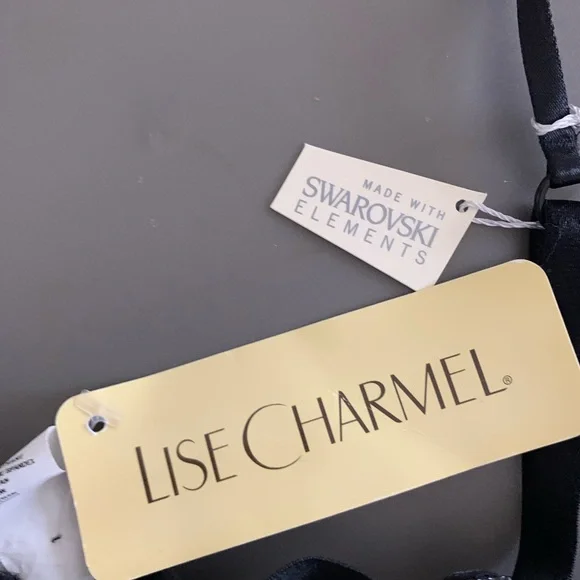 MADE WITH
SWAROVSKI
ELEMENTS
LISE CHARMEL®